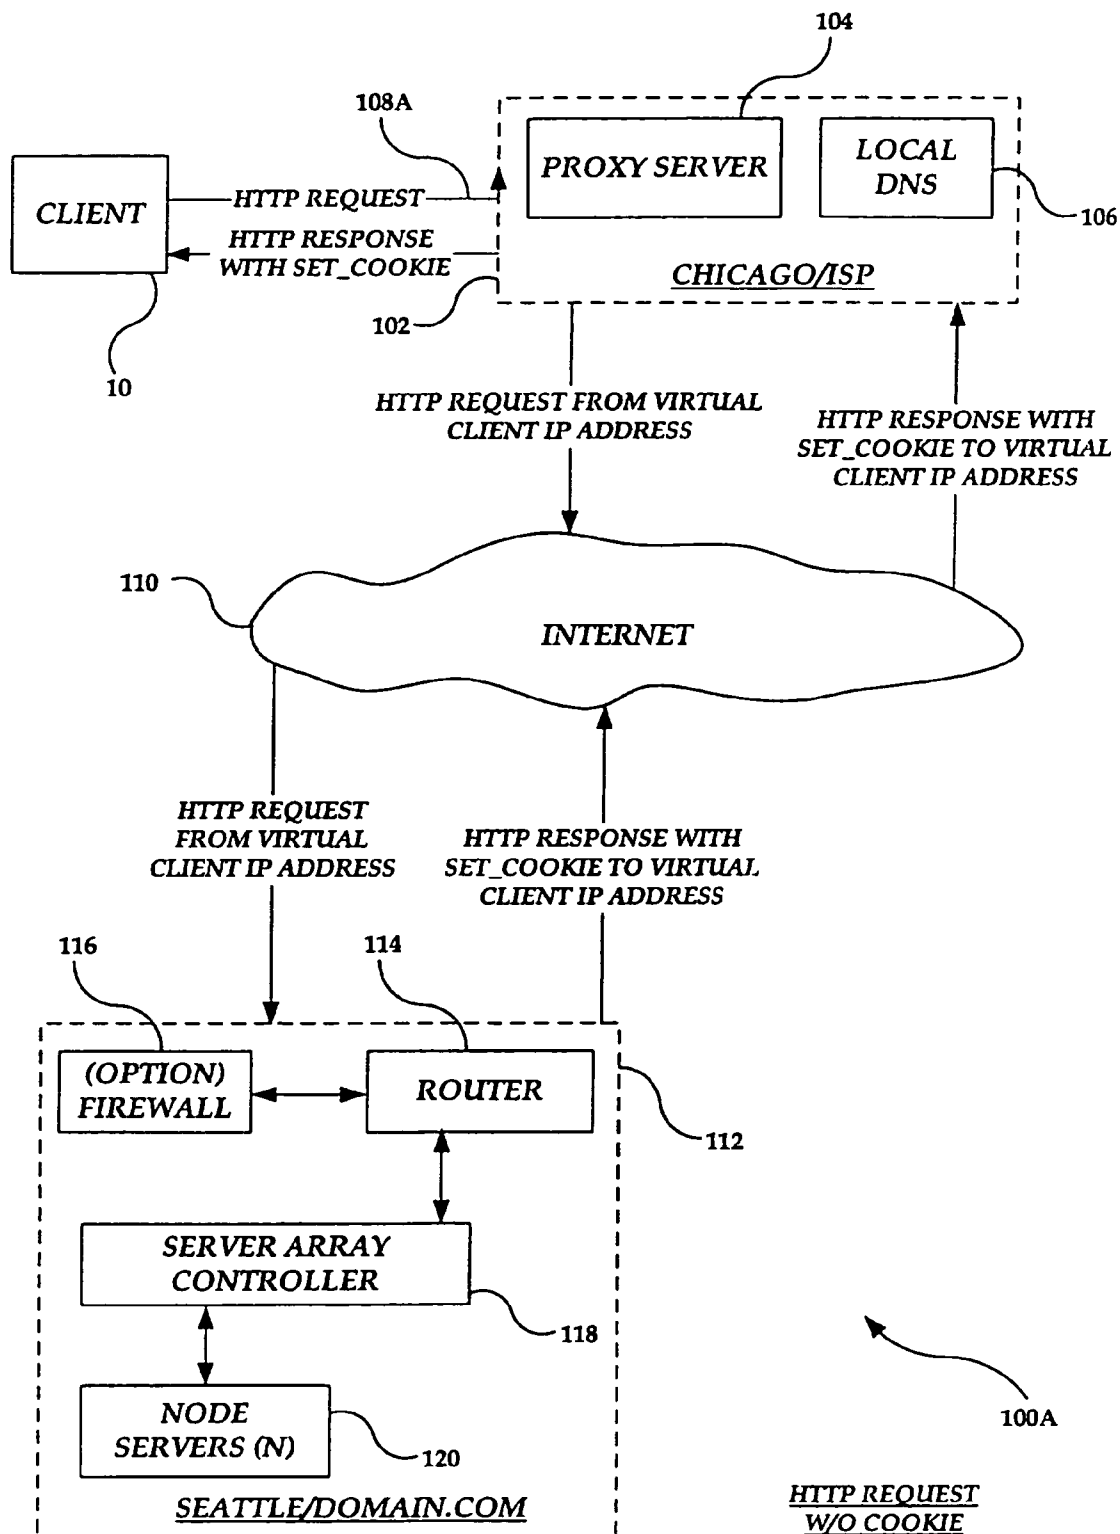 104
108A
PROXY SERVER
LOCAL
DNS
CLIENT
HTTP REQUEST
106
HTTP RESPONSE
WITH SET_COOKIE
CHICAGO/ISP
102
10
HTTP REQUEST FROM VIRTUAL
CLIENT IP ADDRESS
HTTP RESPONSE WITH
SET_COOKIE TO VIRTUAL
CLIENT IP ADDRESS
110
INTERNET
HTTP REQUEST
FROM VIRTUAL
CLIENT IP ADDRESS
HTTP RESPONSE WITH
SET_COOKIE TO VIRTUAL
CLIENT IP ADDRESS
116
114
(OPTION)
FIREWALL
ROUTER
112
SERVER ARRAY
CONTROLLER
118
NODE
SERVERS (N)
120
100A
SEATTLE/DOMAIN.COM
HTTP REQUEST
W/O COOKIE